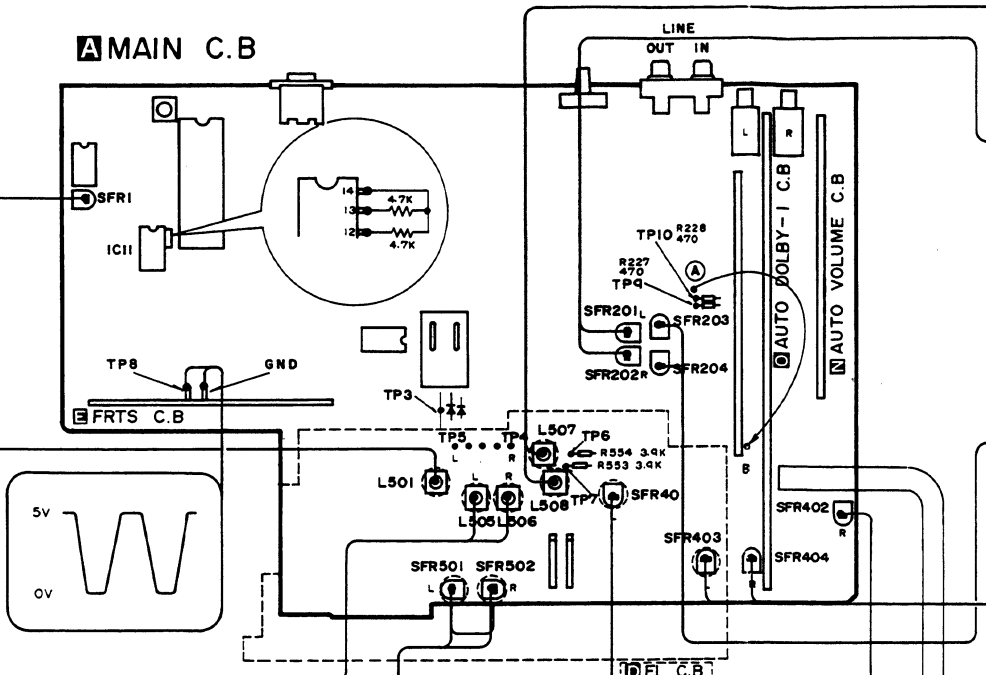 A MAIN C.B
LINE
OUT IN
L
R
SFR1
IC11
14
4.7K
13
12
4.7K
R228
TP10 470
R227
470
TP9
A
SFR201 L
SFR203
SFR202 R
SFR204
O AUTO DOLBY-1 C.B
N AUTO VOLUME C.B
TP8
GND
E FRTS C.B
TP3
TP5
L
TP4
R
L507
TP6
R554 3.9K
R553 3.9K
B
L501
L
R
L508
TP7
SFR40
L505 L506
SFR402
R
5V
0V
SFR403
SFR404
SFR501 SFR502
L
R
D FL C.B